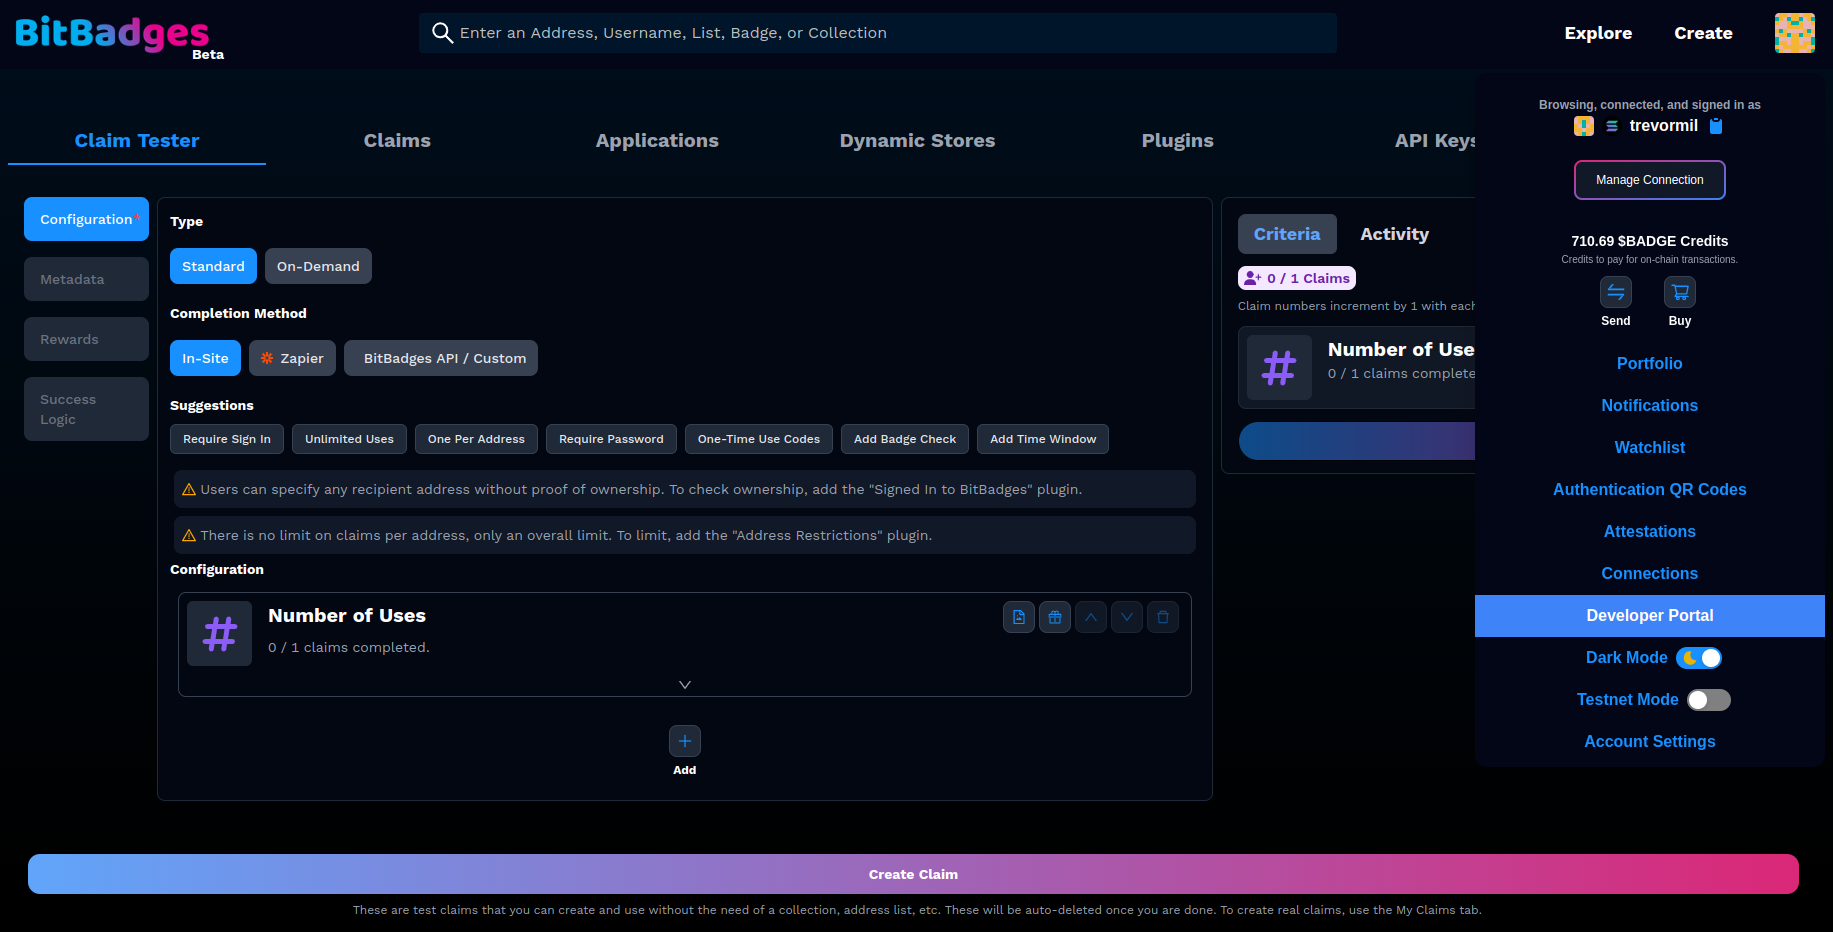 BitBadges
Beta
Enter an Address, Username, List, Badge, or Collection
Explore
Create
Claim Tester
Claims
Applications
Dynamic Stores
Plugins
API Keys
Configuration*
Metadata
Rewards
Success
Logic
Type
Standard
On-Demand
Completion Method
In-Site
Zapier
BitBadges API / Custom
Suggestions
Require Sign In
Unlimited Uses
One Per Address
Require Password
One-Time Use Codes
Add Badge Check
Add Time Window
Users can specify any recipient address without proof of ownership. To check ownership, add the "Signed In to BitBadges" plugin.
There is no limit on claims per address, only an overall limit. To limit, add the "Address Restrictions" plugin.
Configuration
Number of Uses
0 / 1 claims completed.
Add
Criteria
Activity
0 / 1 Claims
Claim numbers increment by 1 with each
Number of Use
0 / 1 claims complete
Browsing, connected, and signed in as
trevormil
Manage Connection
710.69 $BADGE Credits
Credits to pay for on-chain transactions.
Send
Buy
Portfolio
Notifications
Watchlist
Authentication QR Codes
Attestations
Connections
Developer Portal
Dark Mode
Testnet Mode
Account Settings
Create Claim
These are test claims that you can create and use without the need of a collection, address list, etc. These will be auto-deleted once you are done. To create real claims, use the My Claims tab.